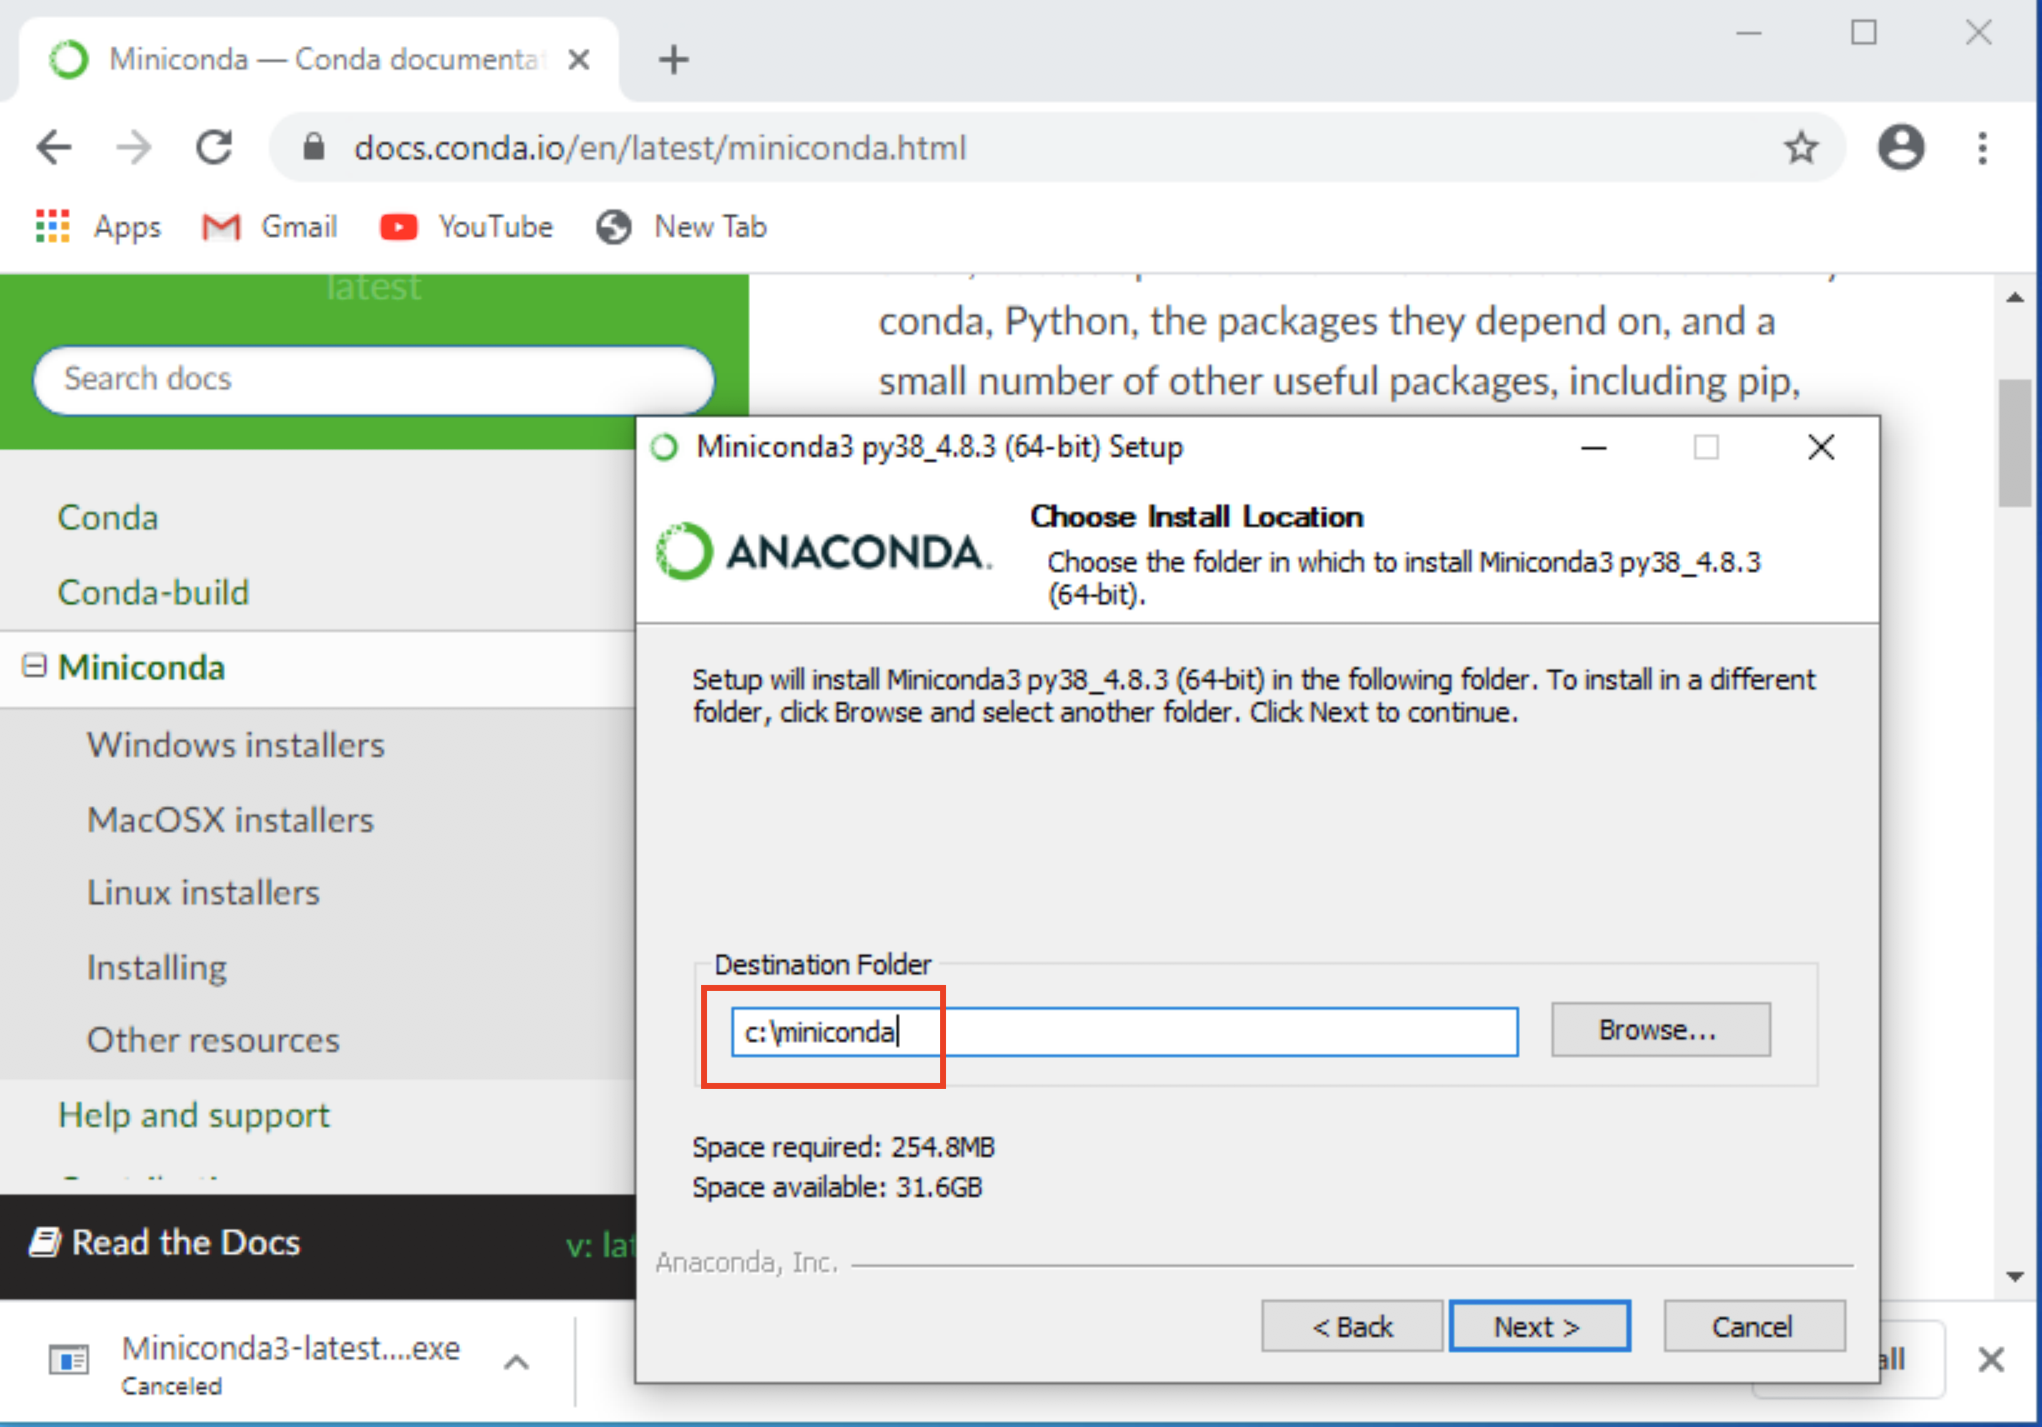 Miniconda — Conda documentat
docs.conda.io/en/latest/miniconda.html
Apps
Gmail
YouTube
New Tab
latest
Search docs
Conda
Conda-build
Miniconda
Windows installers
MacOSX installers
Linux installers
Installing
Other resources
Help and support
Read the Docs
v: lat
conda, Python, the packages they depend on, and a
small number of other useful packages, including pip,
Miniconda3 py38_4.8.3 (64-bit) Setup
ANACONDA.
Choose Install Location
Choose the folder in which to install Miniconda3 py38_4.8.3
(64-bit).
Setup will install Miniconda3 py38_4.8.3 (64-bit) in the following folder. To install in a different
folder, click Browse and select another folder. Click Next to continue.
Destination Folder
c:\miniconda
Browse...
Space required: 254.8MB
Space available: 31.6GB
Anaconda, Inc.
< Back
Next >
Cancel
Miniconda3-latest....exe
Canceled
all